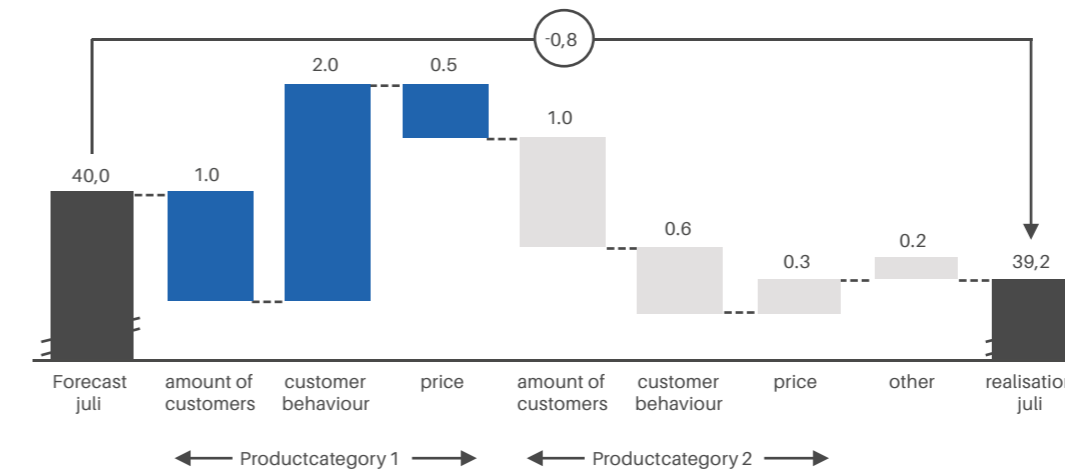 -0,8
2.0
0.5
1.0
40,0
1.0
0.6
0.2
0.3
39,2
Forecast
juli
amount of
customers
customer
behaviour
price
amount of
customers
customer
behaviour
price
other
realisation
juli
Productcategory 1
Productcategory 2